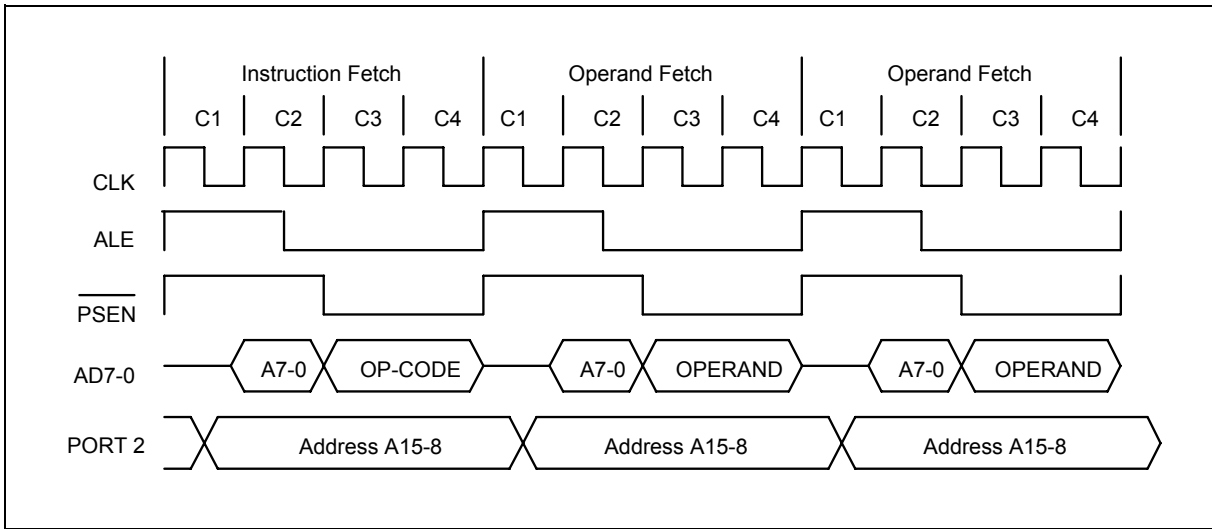 Instruction Fetch Operand Fetch Operand Fetch
C1 C2 C3 C4 C1 C2 C3 C4 C1 C2 C3 C4
CLK
ALE
PSEN
AD7-0 A7-0 OP-CODE A7-0 OPERAND A7-0 OPERAND
PORT 2 Address A15-8 Address A15-8 Address A15-8